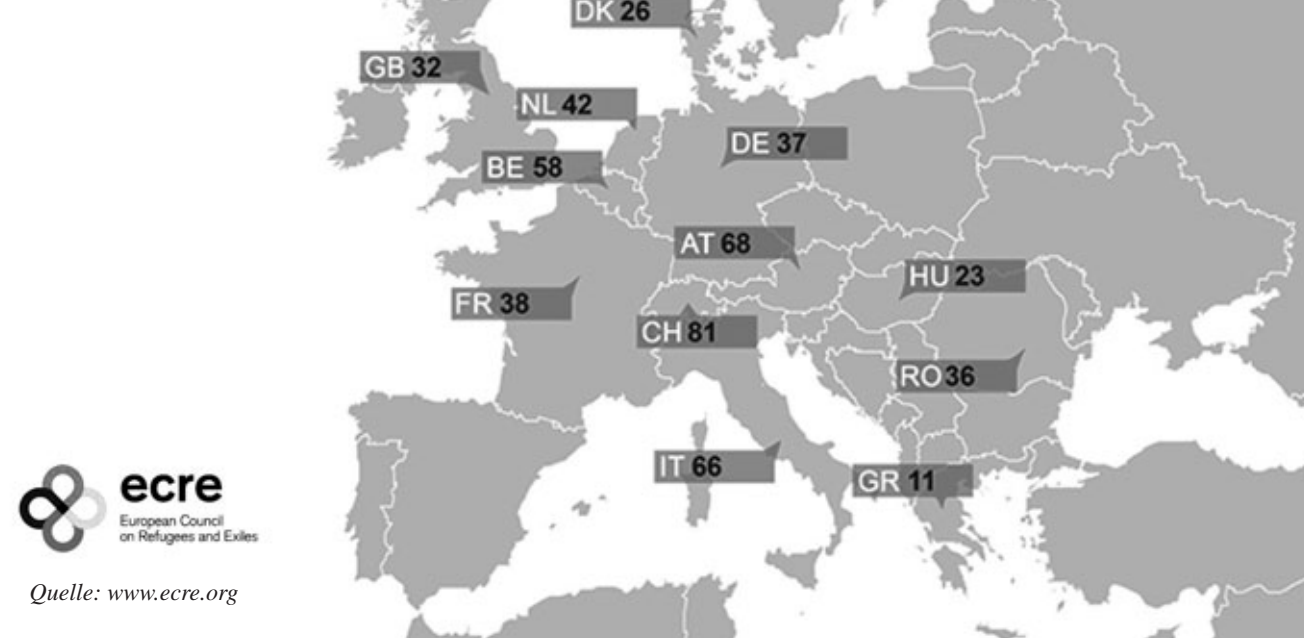 DK 26
GB 32
NL 42
DE 37
BE 58
AT 68
HU 23
FR 38
CH 81
RO 36
IT 66
GR 11
ecre
European Council
on Refugees and Exiles
Quelle: www.ecre.org